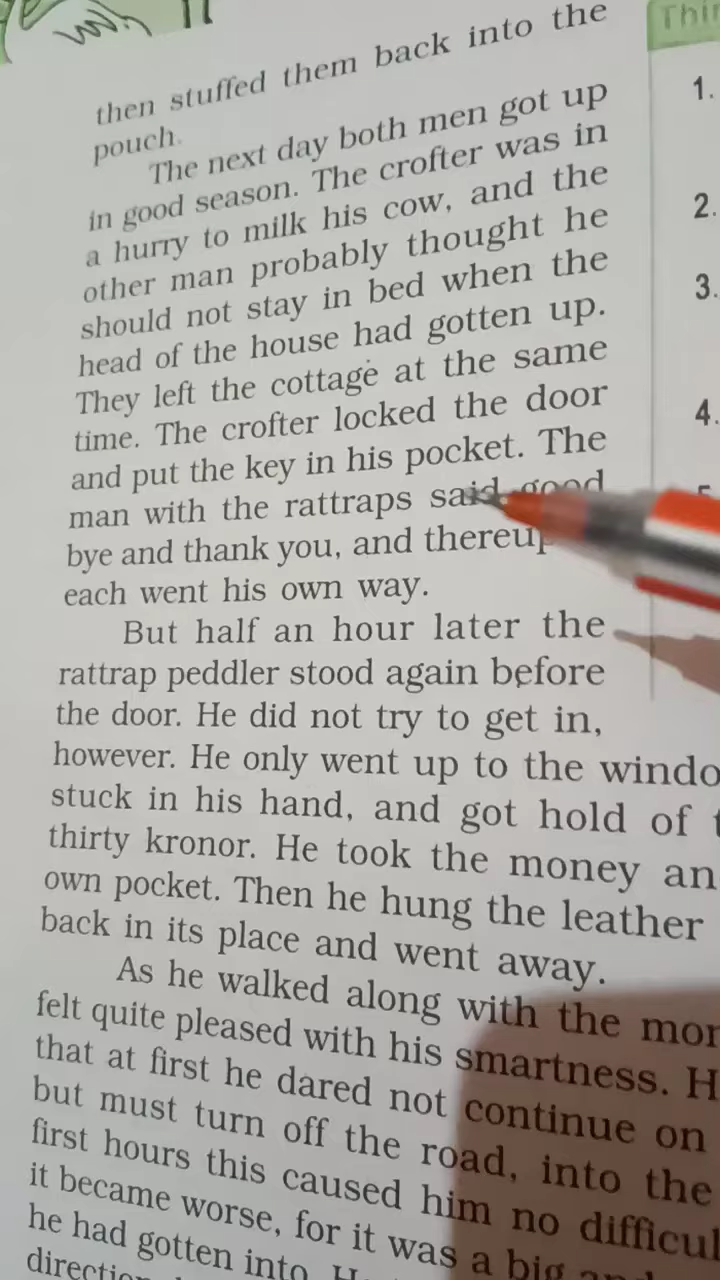 then stuffed them back into the
pouch.
The next day both men got up
in good season. The crofter was in
a hurry to milk his cow, and the
other man probably thought he
should not stay in bed when the
head of the house had gotten up.
They left the cottage at the same
time. The crofter locked the door
and put the key in his pocket. The
man with the rattraps said good
bye and thank you, and
each went his own way.
But half an hour later the
rattrap peddler stood again before
the door. He did not try to get in,
however. He only went up to the
stuck in his hand, and got hold of
thirty kronor. He took the money
own pocket. Then he hung the leather
back in its place and went away.
As he walked along with the
felt quite pleased with his smartness.
that at first he dared not continue on
but must turn off the road, into the
first hours this caused him no
it became worse, for it was a big
he had gotten into.
1.
2.
3.
4.